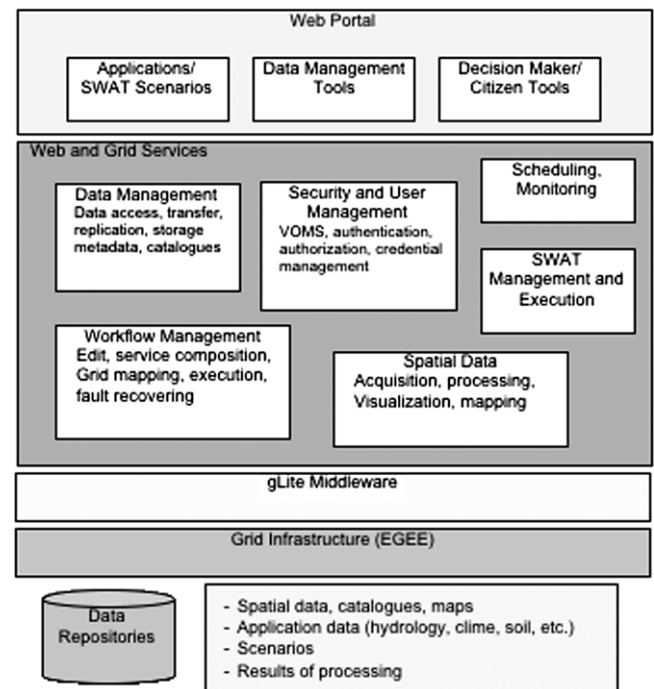 Web Portal
Applications/
SWAT Scenarios
Data Management
Tools
Decision Maker/
Citizen Tools
Web and Grid Services
Data Management
Data access, transfer,
replication, storage
metadata, catalogues
Security and User
Management
VOMS, authentication,
authorization, credential
management
Scheduling,
Monitoring
SWAT
Management and
Execution
Workflow Management
Edit, service composition,
Grid mapping, execution,
fault recovering
Spatial Data
Acquisition, processing,
Visualization, mapping
gLite Middleware
Grid Infrastructure (EGEE)
Data
Repositories
- Spatial data, catalogues, maps
- Application data (hydrology, clime, soil, etc.)
- Scenarios
- Results of processing